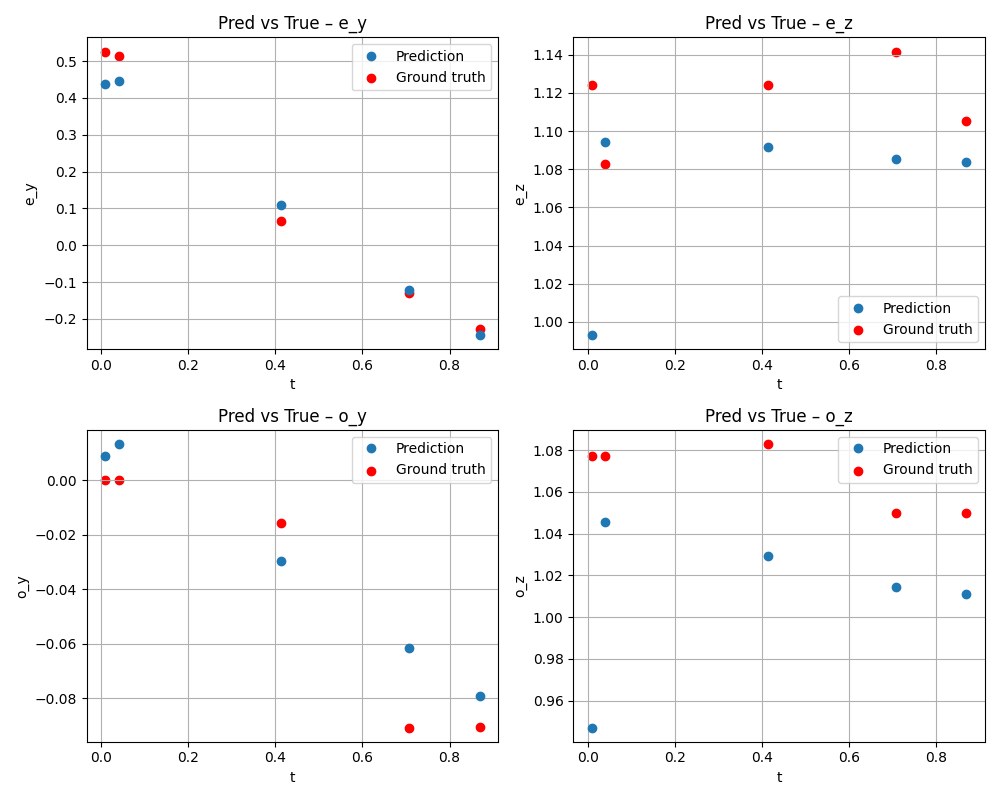 Pred vs True – e_y
0.5
0.4
0.3
0.2
0.1
0.0
−0.1
−0.2
e_y
0.0 0.2 0.4 0.6 0.8
t
Prediction
Ground truth
Pred vs True – e_z
1.14
1.12
1.10
1.08
1.06
1.04
1.02
1.00
e_z
0.0 0.2 0.4 0.6 0.8
t
Prediction
Ground truth
Pred vs True – o_y
0.00
−0.02
−0.04
−0.06
−0.08
o_y
0.0 0.2 0.4 0.6 0.8
t
Prediction
Ground truth
Pred vs True – o_z
1.08
1.06
1.04
1.02
1.00
0.98
0.96
o_z
0.0 0.2 0.4 0.6 0.8
t
Prediction
Ground truth